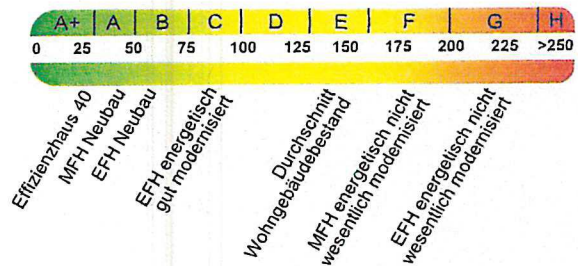 A+ A B C D E F G H
0 25 50 75 100 125 150 175 200 225 >250
Effizienzhaus 40
MFH Neubau
EFH Neubau
EFH energetisch
gut modernisiert
Durchschnitt
Wohngebäudebestand
MFH energetisch nicht
wesentlich modernisiert
EFH energetisch nicht
wesentlich modernisiert